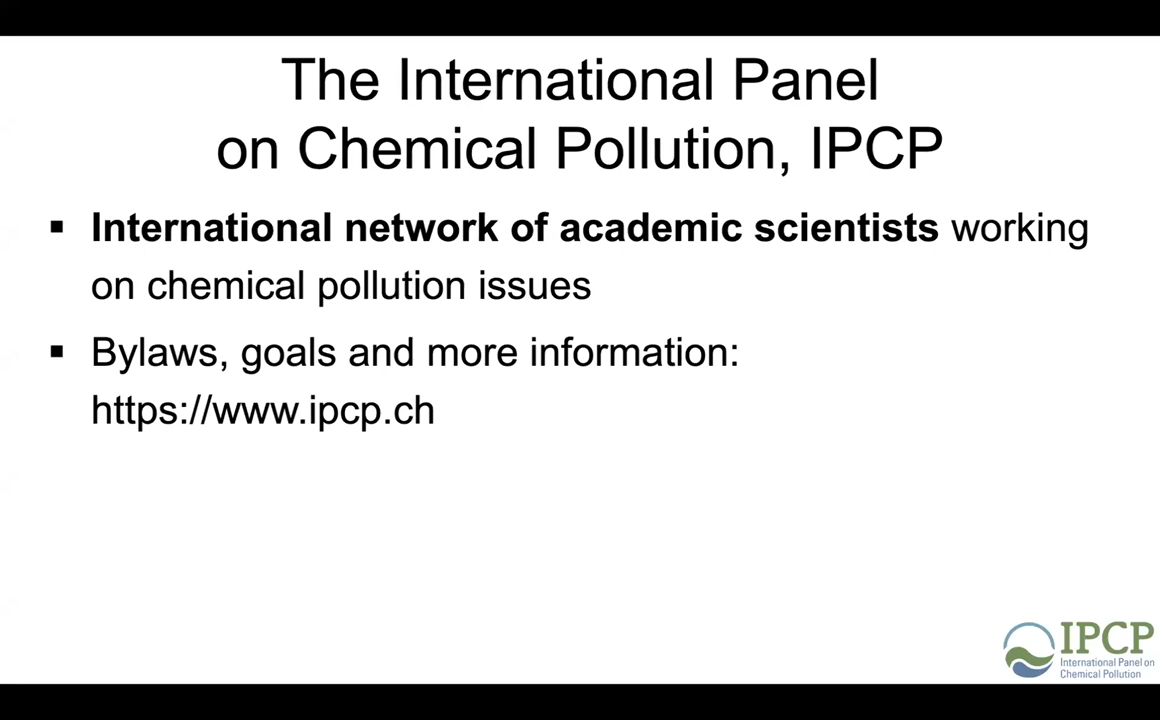 The International Panel
on Chemical Pollution, IPCP
▪ International network of academic scientists working
on chemical pollution issues
▪ Bylaws, goals and more information:
https://www.ipcp.ch
IPCP
International Panel on
Chemical Pollution